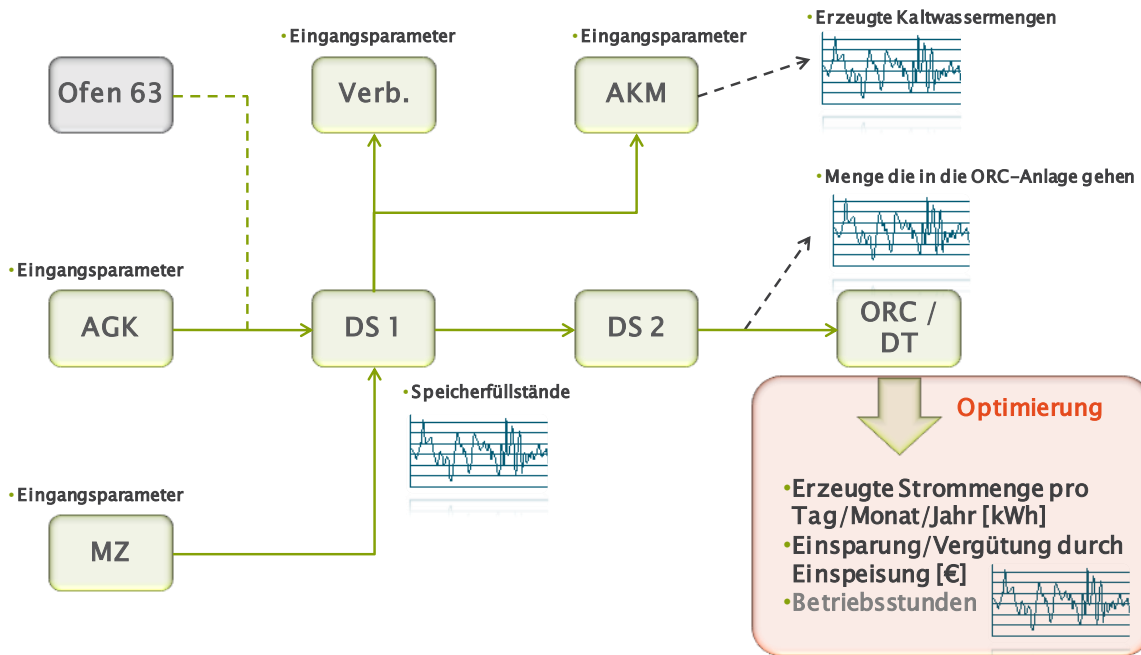 • Erzeugte Kaltwassermengen
• Eingangsparameter
• Eingangsparameter
Ofen 63
Verb.
AKM
• Menge die in die ORC-Anlage gehen
• Eingangsparameter
AGK
DS 1
DS 2
ORC /
DT
• Speicherfüllstände
Optimierung
• Eingangsparameter
MZ
• Erzeugte Strommenge pro
Tag/Monat/Jahr [kWh]
• Einsparung/Vergütung durch
Einspeisung [€]
• Betriebsstunden